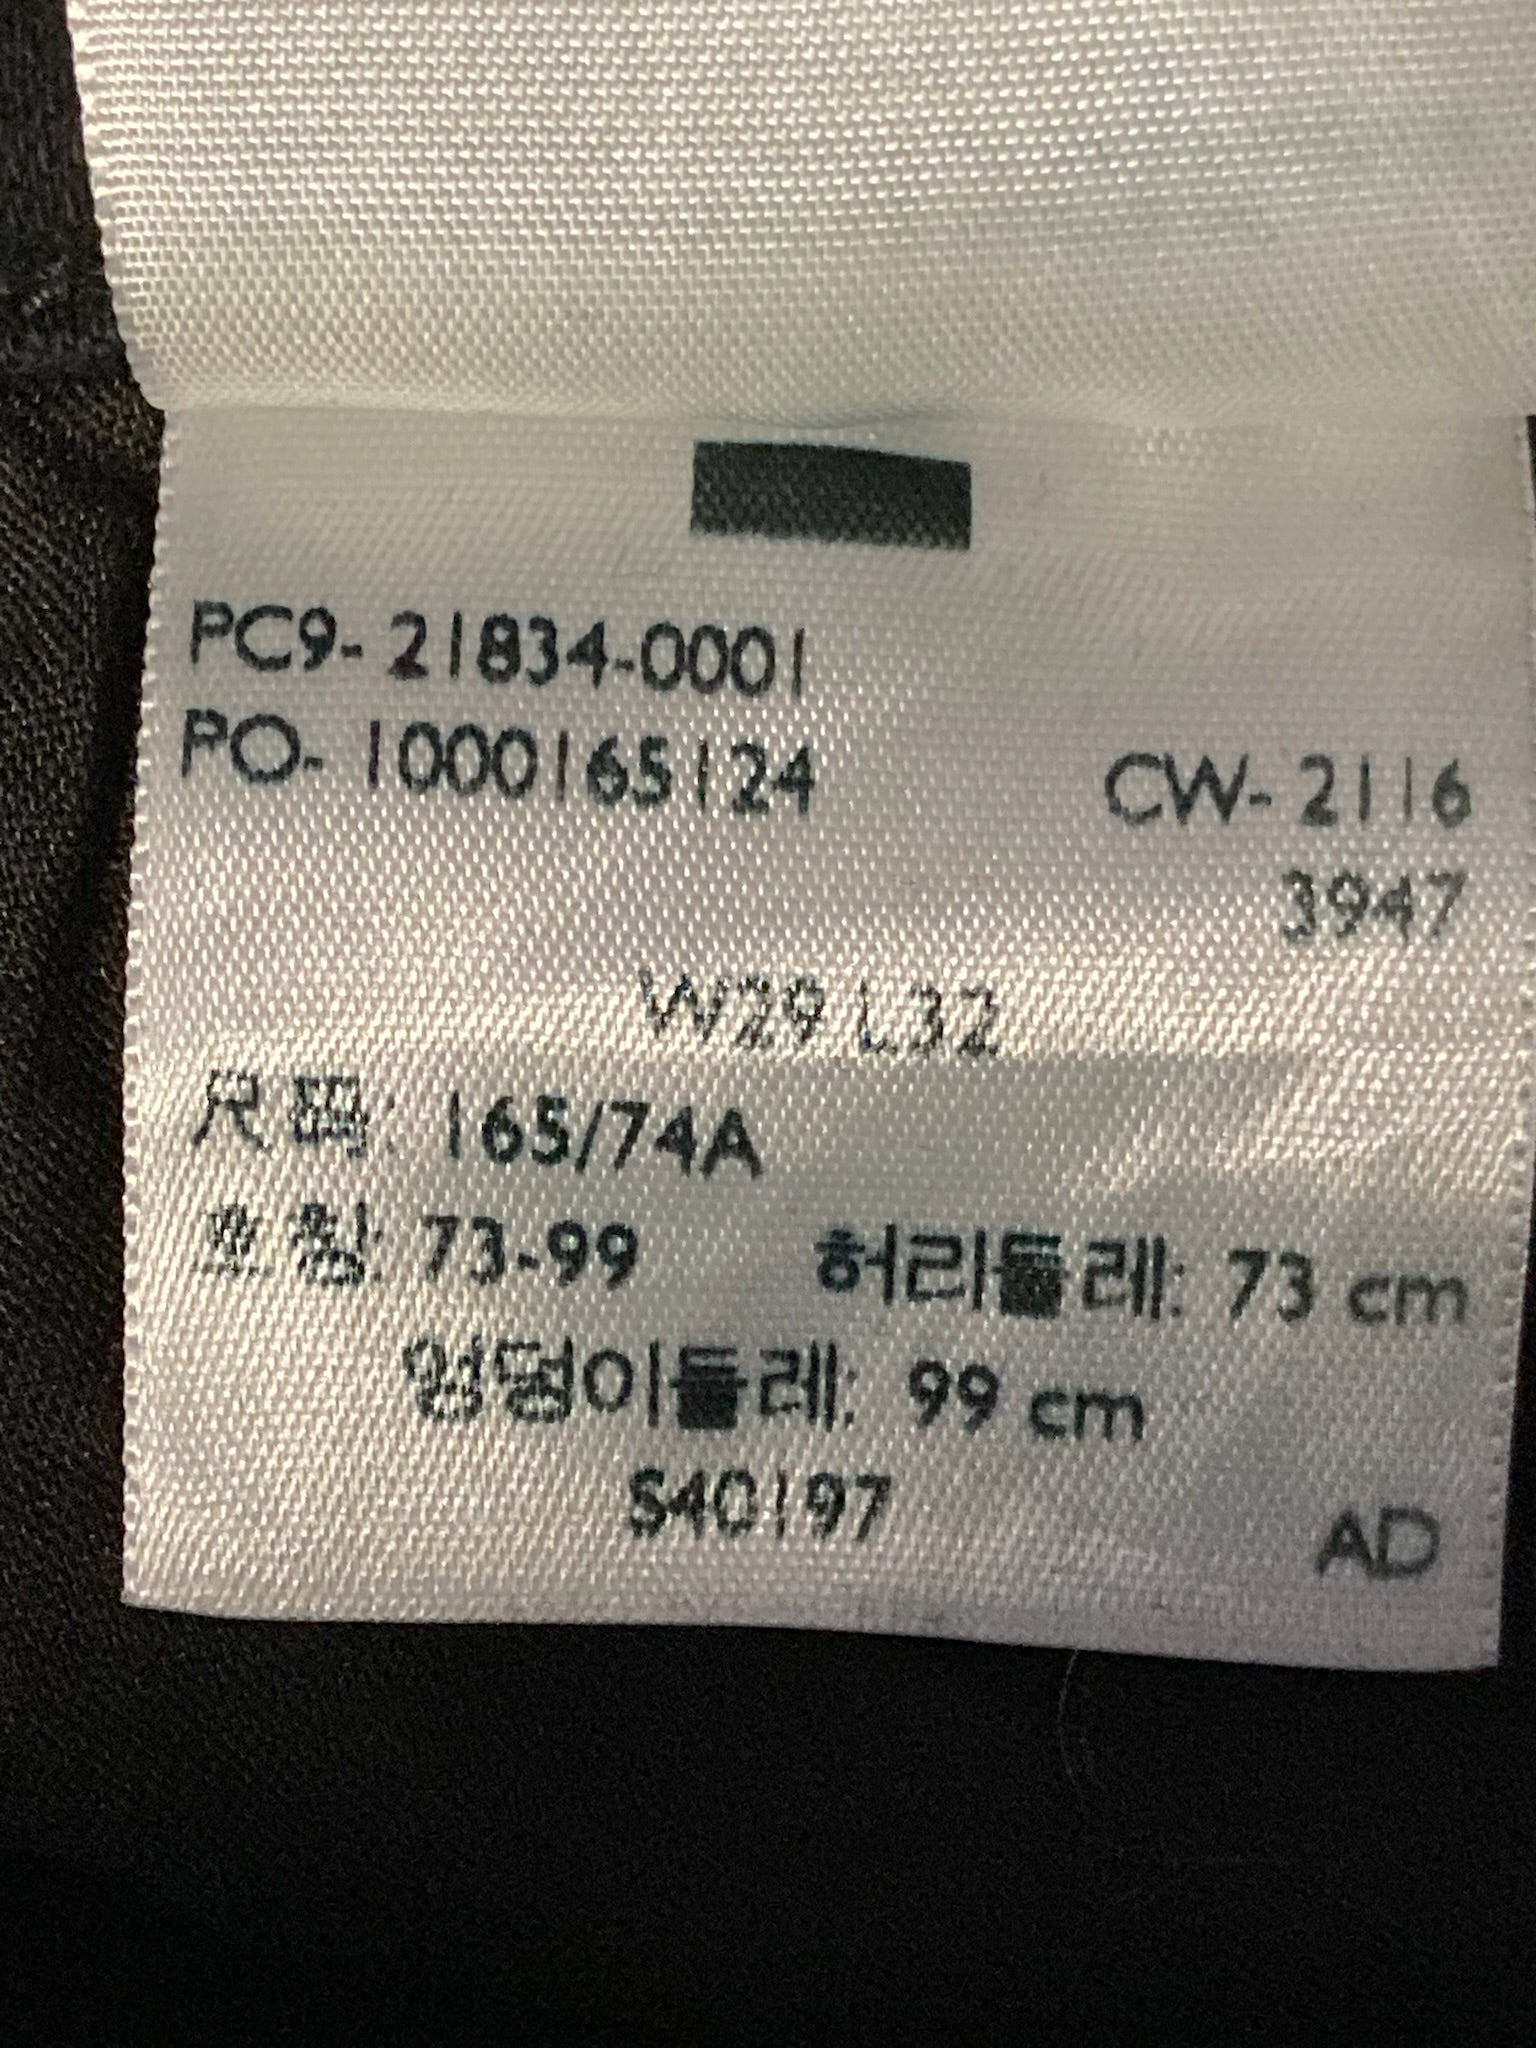 PC9- 21834-0001
PO- 1000165124 CW- 2116
3947
W29 L32
尺码: 165/74A
호칭: 73-99 허리둘레: 73 cm
엉덩이둘레: 99 cm
S40197
AD